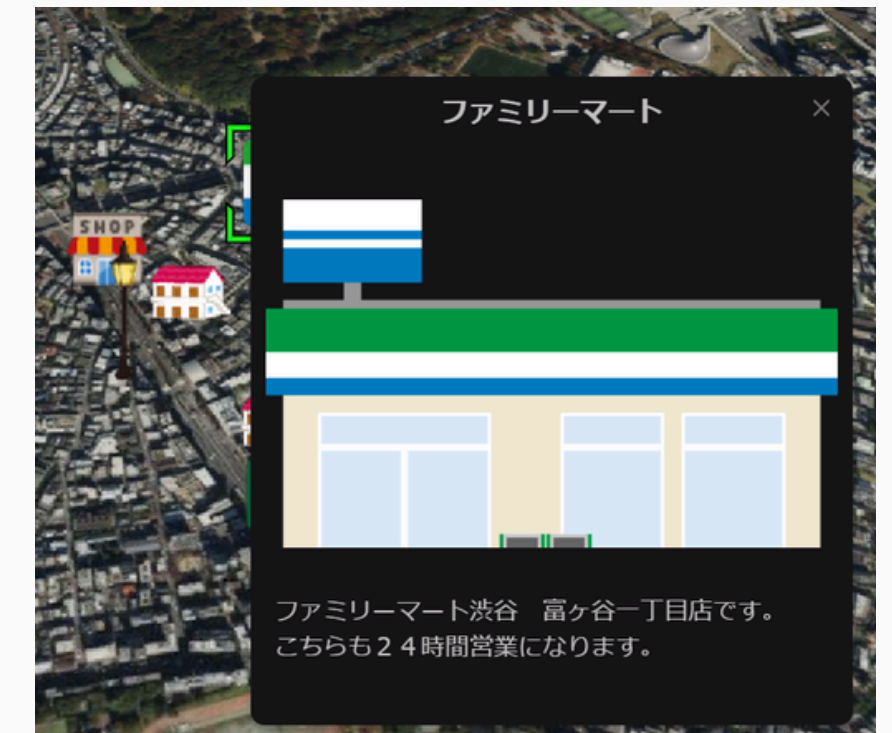 ファミリーマート
SHOP
ファミリーマート渋谷　富ヶ谷一丁目店です。
こちらも２４時間営業になります。